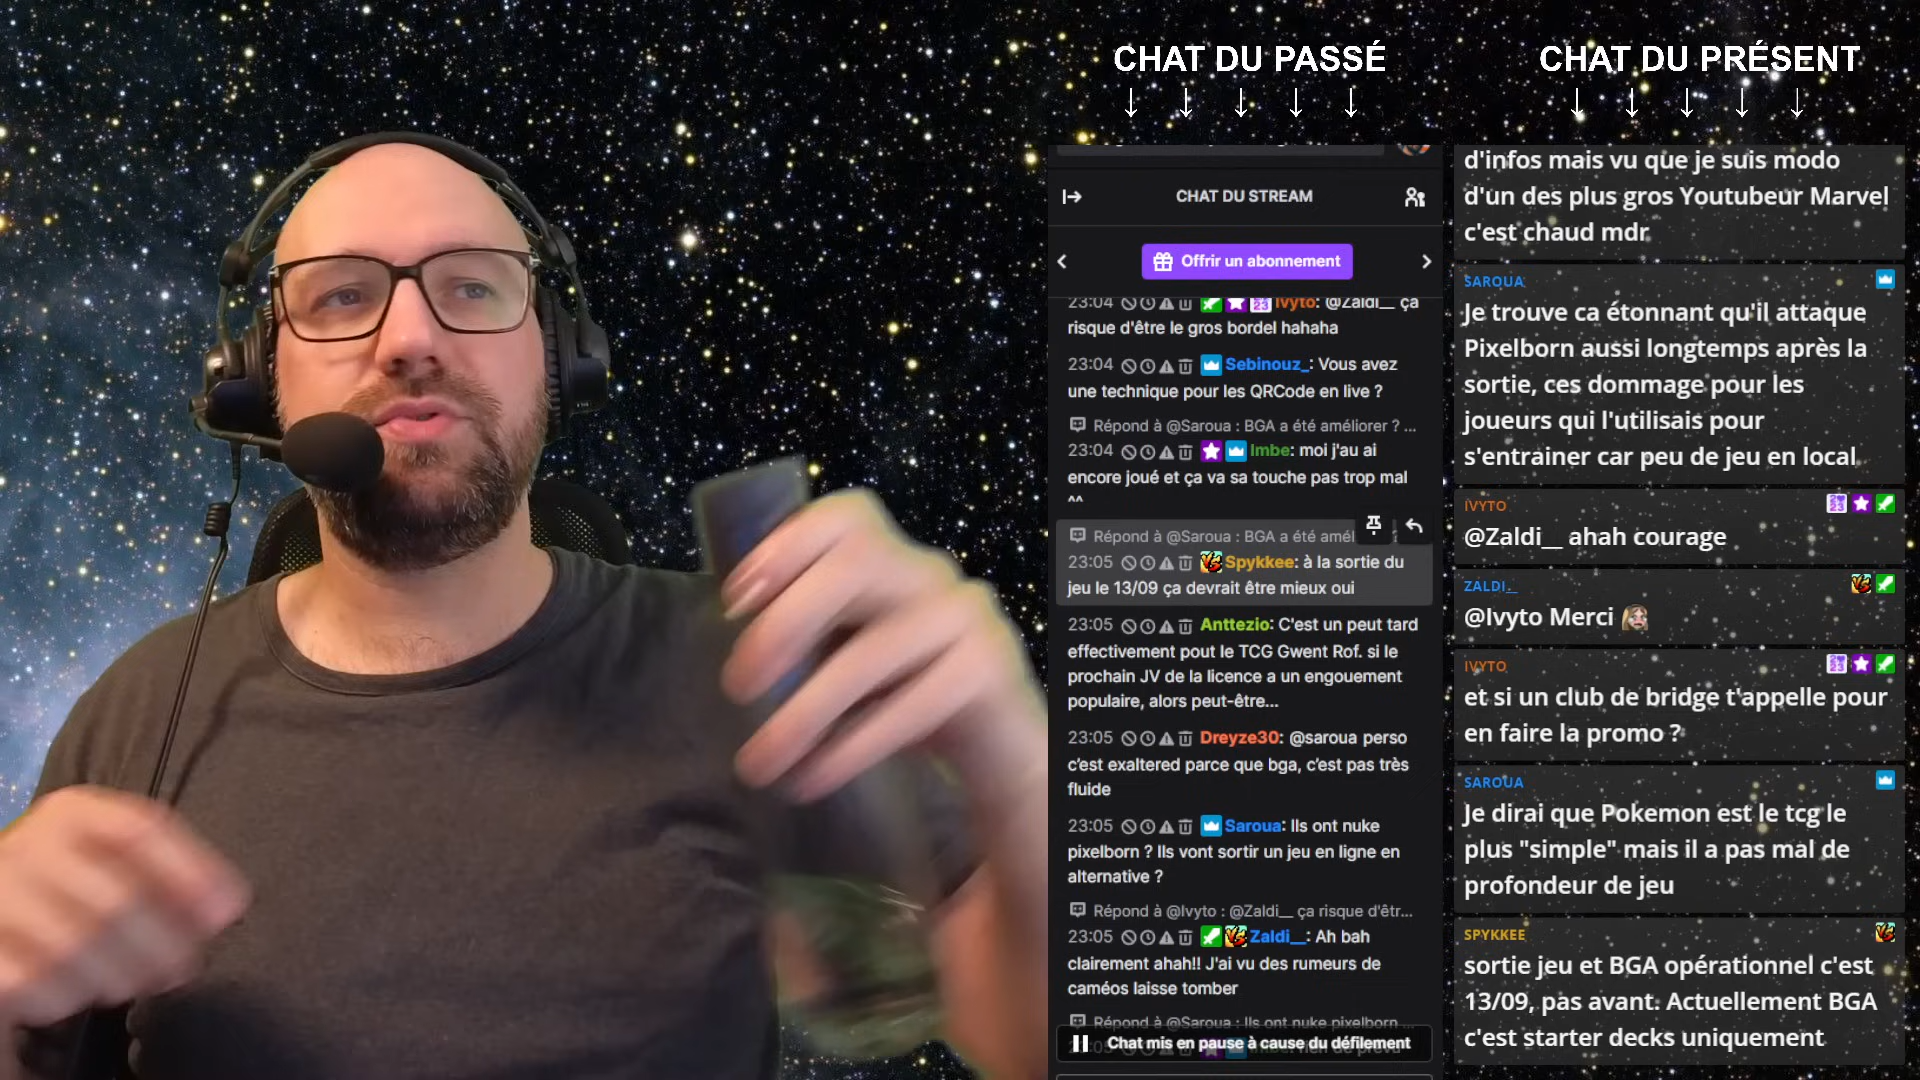 CHAT DU PASSÉ
↓ ↓ ↓ ↓ ↓
CHAT DU STREAM
Offrir un abonnement
23:04 Ivyto: @Zaldi__ ça
risque d'être le gros bordel hahaha
23:04 Sebinouz_: Vous avez
une technique pour les QRCode en live ?
Répond à @Saroua : BGA a été améliorer ? ...
23:04 Imbe: moi j'au ai
encore joué et ça va sa touche pas trop mal
^^
Répond à @Saroua : BGA a été amél
23:05 Spykkee: à la sortie du
jeu le 13/09 ça devrait être mieux oui
23:05 Anttezio: C'est un peut tard
effectivement pout le TCG Gwent Rof. si le
prochain JV de la licence a un engouement
populaire, alors peut-être...
23:05 Dreyze30: @saroua perso
c'est exaltered parce que bga, c'est pas très
fluide
23:05 Saroua: Ils ont nuke
pixelborn ? Ils vont sortir un jeu en ligne en
alternative ?
Répond à @Ivyto : @Zaldi__ ça risque d'êtr...
23:05 Zaldi__: Ah bah
clairement ahah!! J'ai vu des rumeurs de
caméos laisse tomber
Répond à @Saroua : Ils ont nuke pixelborn ...
Chat mis en pause à cause du défilement
CHAT DU PRÉSENT
↓ ↓ ↓ ↓ ↓
d'infos mais vu que je suis modo
d'un des plus gros Youtubeur Marvel
c'est chaud mdr
SAROUA
Je trouve ca étonnant qu'il attaque
Pixelborn aussi longtemps après la
sortie, ces dommage pour les
joueurs qui l'utilisais pour
s'entrainer car peu de jeu en local
IVYTO
@Zaldi__ ahah courage
ZALDI__
@Ivyto Merci
IVYTO
et si un club de bridge t'appelle pour
en faire la promo ?
SAROUA
Je dirai que Pokemon est le tcg le
plus "simple" mais il a pas mal de
profondeur de jeu
SPYKKEE
sortie jeu et BGA opérationnel c'est
13/09, pas avant. Actuellement BGA
c'est starter decks uniquement